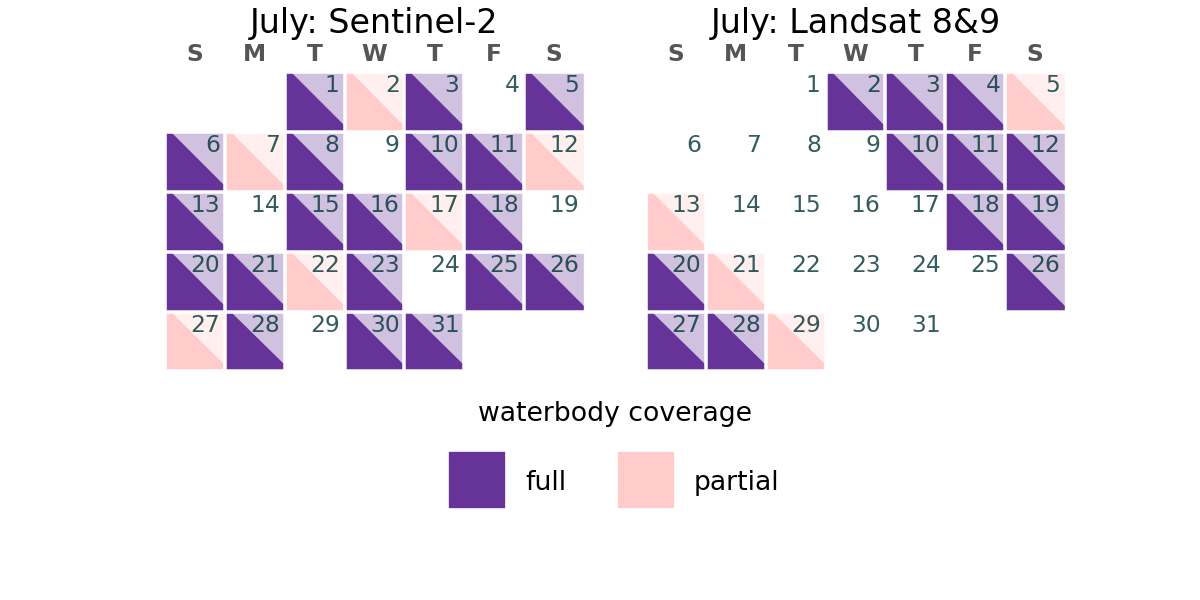 July: Sentinel-2
S M T W T F S
1 2 3 4 5
6 7 8 9 10 11 12
13 14 15 16 17 18 19
20 21 22 23 24 25 26
27 28 29 30 31
July: Landsat 8&9
S M T W T F S
1 2 3 4 5
6 7 8 9 10 11 12
13 14 15 16 17 18 19
20 21 22 23 24 25 26
27 28 29 30 31
waterbody coverage
full partial